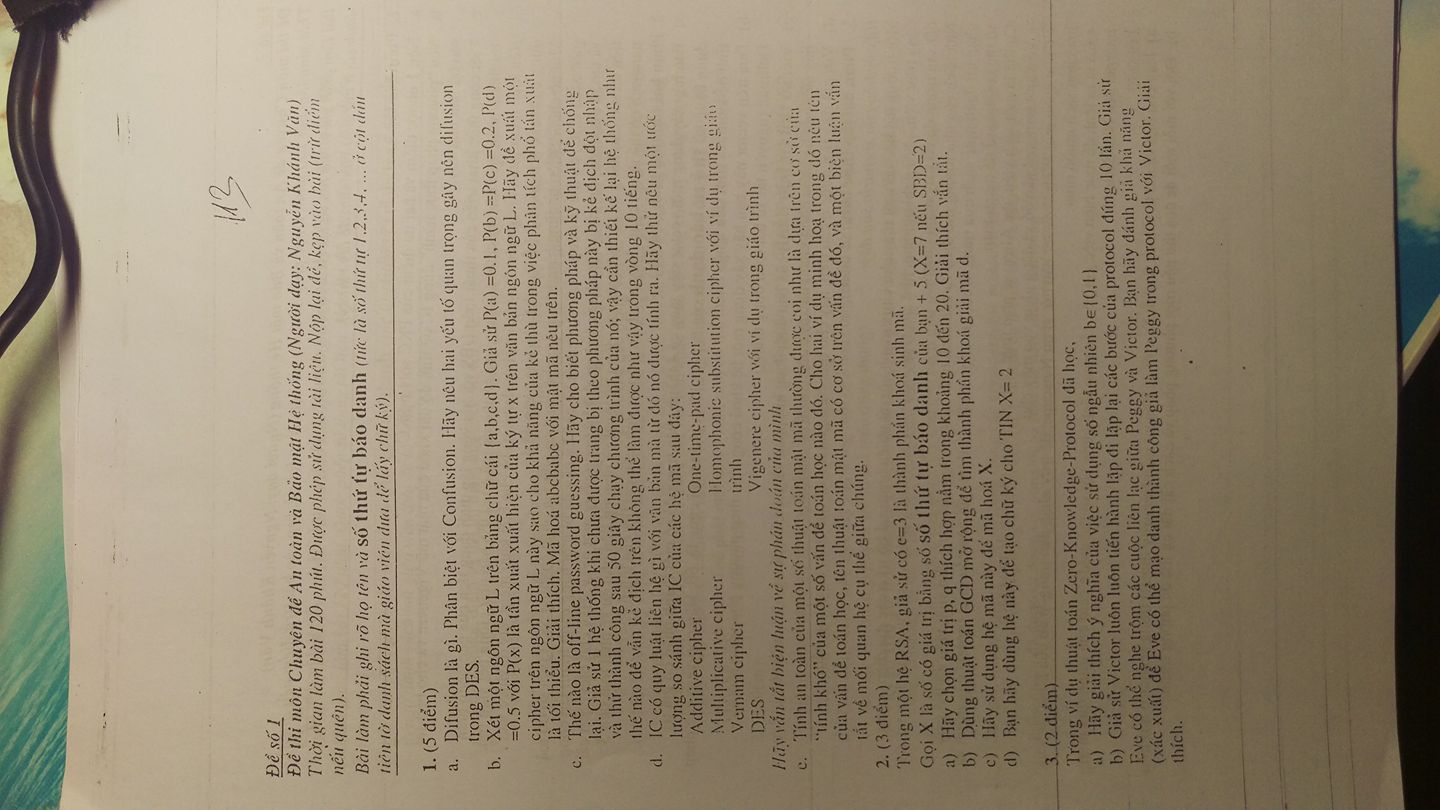 113
Đề số 1
Đề thi môn Chuyên đề An toàn và Bảo mật Hệ thống (Người dạy: Nguyễn Khánh Văn)
Thời gian làm bài 120 phút. Được phép sử dụng tài liệu. Nộp lại đề, kẹp vào bài (trừ điểm
nếu quên).
Bài làm phải ghi rõ họ tên và số thứ tự báo danh (tức là số thứ tự 1,2,3,4, ... ở cột đầu
tiên tờ danh sách mà giáo viên đưa để lấy chữ ký).
1. (5 điểm)
a. Difusion là gì. Phân biệt với Confusion. Hãy nêu hai yếu tố quan trọng gây nên difusion
trong DES.
b. Xét một ngôn ngữ L trên bảng chữ cái {a,b,c,d}. Giả sử P(a) =0.1, P(b) =P(c) =0.2, P(d)
=0.5 với P(x) là tần xuất xuất hiện của ký tự x trên văn bản ngôn ngữ L. Hãy đề xuất một
cipher trên ngôn ngữ L này sao cho khả năng của kẻ thù trong việc phân tích phổ tần xuất
là tối thiểu. Giải thích. Mã hoá abcbabc với mật mã nêu trên.
c. Thế nào là off-line password guessing. Hãy cho biết phương pháp và kỹ thuật để chống
lại. Giả sử 1 hệ thống khi chưa được trang bị theo phương pháp này bị kẻ địch đột nhập
và thử thành công sau 50 giây chạy chương trình của nó; vậy cần thiết kế lại hệ thống như
thế nào để vẫn kẻ địch trên không thể làm được như vậy trong vòng 10 tiếng.
d. IC có quy luật liên hệ gì với văn bản mà từ đó nó được tính ra. Hãy thử nêu một ước
lượng so sánh giữa IC của các hệ mã sau đây:
Additive cipher One-time-pad cipher
Multiplicative cipher Homophonic substitution cipher với ví dụ trong giáo
Vernam cipher trình
DES Vigenere cipher với ví dụ trong giáo trình
Hãy vắn tắt biện luận về sự phán đoán của mình
e. Tính an toàn của một số thuật toán mật mã thường được coi như là dựa trên cơ sở của
“tính khó” của một số vấn đề toán học nào đó. Cho hai ví dụ minh hoạ trong đó nêu tên
của vấn đề toán học, tên thuật toán mật mã có cơ sở trên vấn đề đó, và một biện luận vắn
tắt về mối quan hệ cụ thể giữa chúng.
2. (3 điểm)
Trong một hệ RSA, giả sử có e=3 là thành phần khoá sinh mã.
Gọi X là số có giá trị bằng số số thứ tự báo danh của bạn + 5 (X=7 nếu SBD=2)
a) Hãy chọn giá trị p, q thích hợp nằm trong khoảng 10 đến 20. Giải thích vắn tắt.
b) Dùng thuật toán GCD mở rộng để tìm thành phần khoá giải mã d.
c) Hãy sử dụng hệ mã này để mã hoá X.
d) Bạn hãy dùng hệ này để tạo chữ ký cho TIN X= 2
3. (2 điểm)
Trong ví dụ thuật toán Zero-Knowledge-Protocol đã học,
a) Hãy giải thích ý nghĩa của việc sử dụng số ngẫu nhiên b∈{0,1}
b) Giả sử Victor luôn luôn tiến hành lặp đi lặp lại các bước của protocol đúng 10 lần. Giả sử
Eve có thể nghe trộm các cuộc liên lạc giữa Peggy và Victor. Bạn hãy đánh giá khả năng
(xác xuất) để Eve có thể mạo danh thành công giả làm Peggy trong protocol với Victor. Giải
thích.